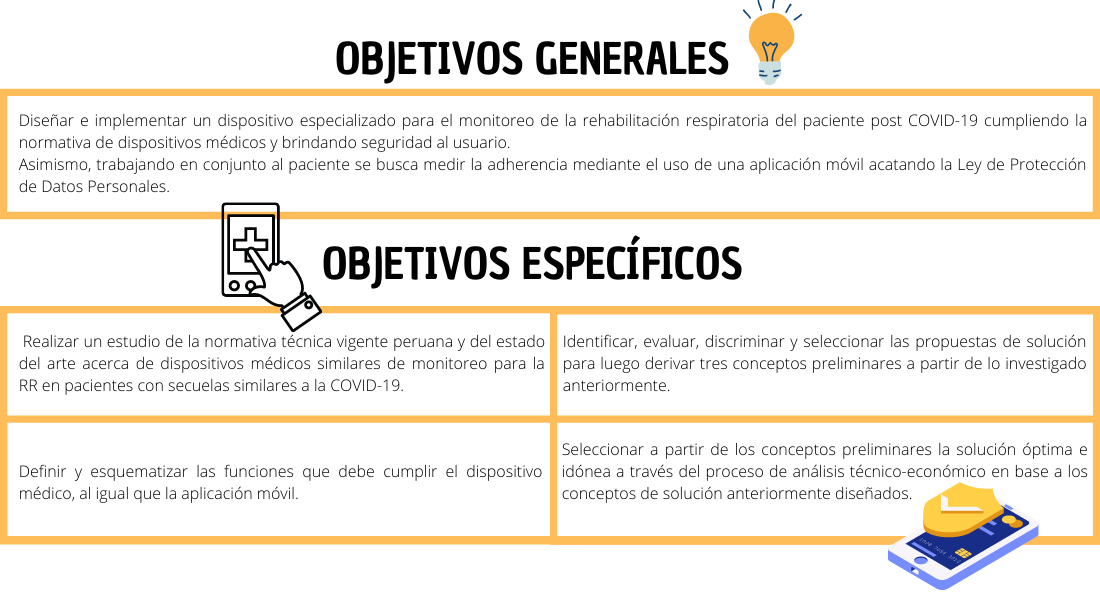 OBJETIVOS GENERALES
Diseñar e implementar un dispositivo especializado para el monitoreo de la rehabilitación respiratoria del paciente post COVID-19 cumpliendo la
normativa de dispositivos médicos y brindando seguridad al usuario.
Asimismo, trabajando en conjunto al paciente se busca medir la adherencia mediante el uso de una aplicación móvil acatando la Ley de Protección
de Datos Personales.
OBJETIVOS ESPECÍFICOS
Realizar un estudio de la normativa técnica vigente peruana y del estado
del arte acerca de dispositivos médicos similares de monitoreo para la
RR en pacientes con secuelas similares a la COVID-19.
Identificar, evaluar, discriminar y seleccionar las propuestas de solución
para luego derivar tres conceptos preliminares a partir de lo investigado
anteriormente.
Definir y esquematizar las funciones que debe cumplir el dispositivo
médico, al igual que la aplicación móvil.
Seleccionar a partir de los conceptos preliminares la solución óptima e
idónea a través del proceso de análisis técnico-económico en base a los
conceptos de solución anteriormente diseñados.